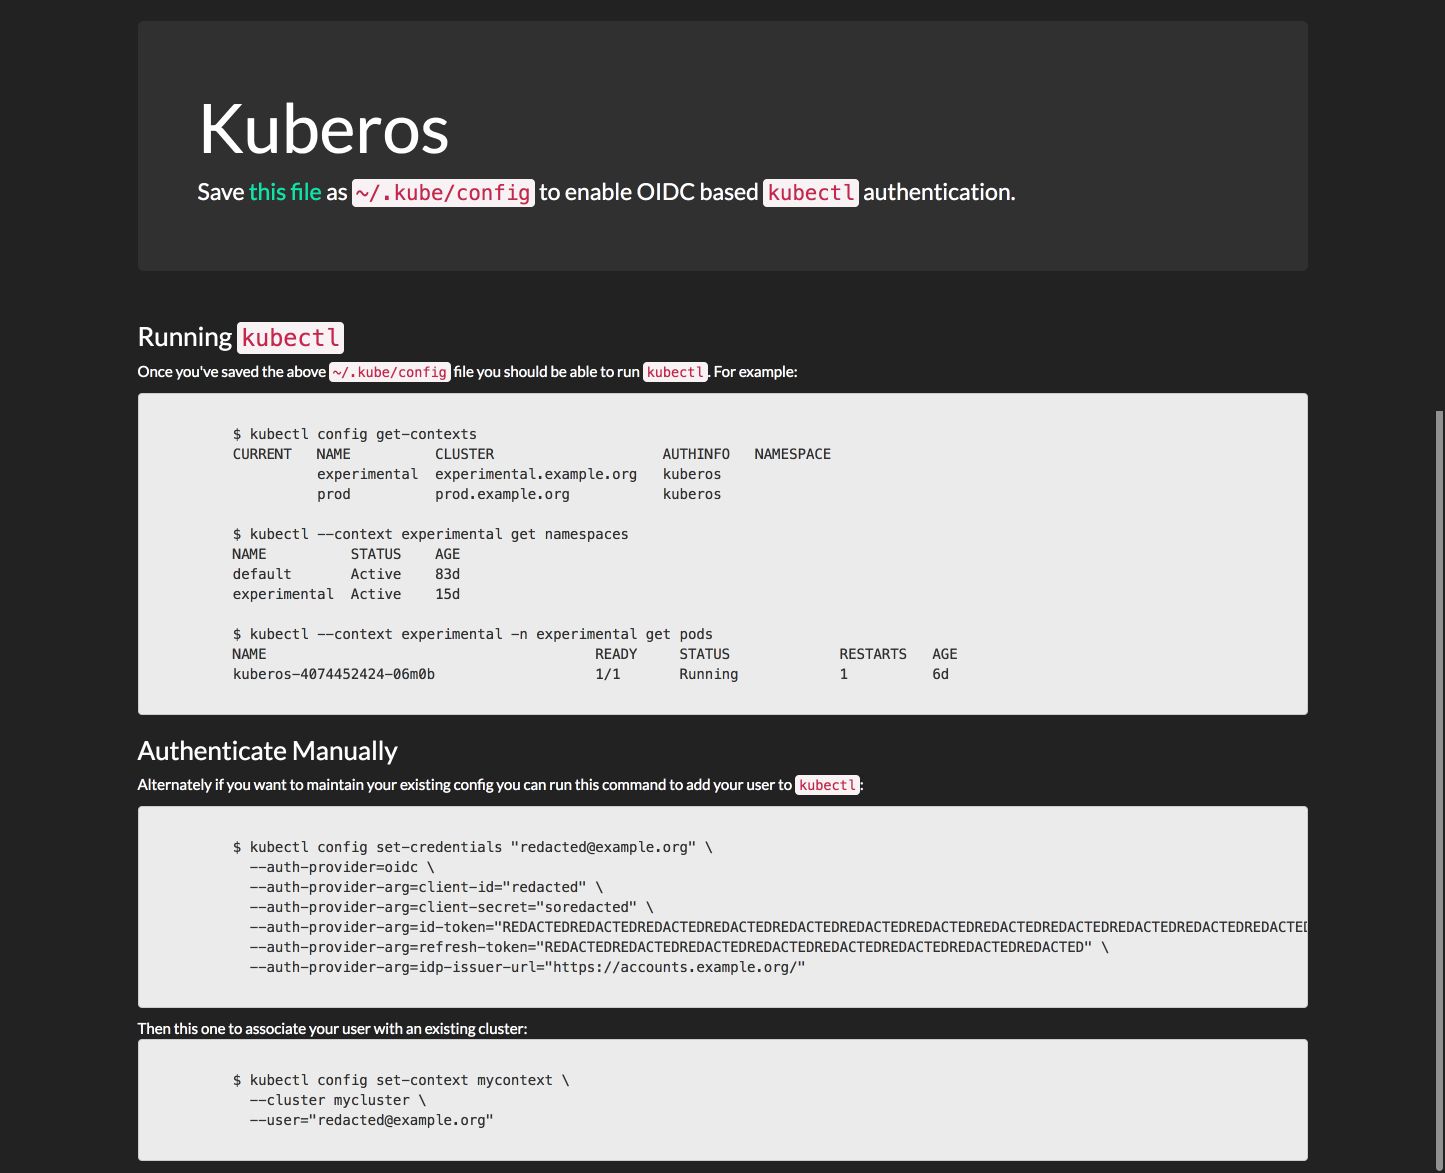 Kuberos
Save this file as ~/.kube/config to enable OIDC based kubectl authentication.
Running kubectl
Once you've saved the above ~/.kube/config file you should be able to run kubectl. For example:
$ kubectl config get-contexts
CURRENT   NAME          CLUSTER                    AUTHINFO   NAMESPACE
          experimental  experimental.example.org   kuberos
          prod          prod.example.org           kuberos
$ kubectl --context experimental get namespaces
NAME          STATUS    AGE
default       Active    83d
experimental  Active    15d
$ kubectl --context experimental -n experimental get pods
NAME                                       READY     STATUS             RESTARTS   AGE
kuberos-4074452424-06m0b                   1/1       Running            1          6d
Authenticate Manually
Alternately if you want to maintain your existing config you can run this command to add your user to kubectl:
$ kubectl config set-credentials "redacted@example.org" \
  --auth-provider=oidc \
  --auth-provider-arg=client-id="redacted" \
  --auth-provider-arg=client-secret="soredacted" \
  --auth-provider-arg=id-token="REDACTEDREDACTEDREDACTEDREDACTEDREDACTEDREDACTEDREDACTEDREDACTEDREDACTEDREDACTEDREDACTEDREDACTED
  --auth-provider-arg=refresh-token="REDACTEDREDACTEDREDACTEDREDACTEDREDACTEDREDACTEDREDACTEDREDACTED" \
  --auth-provider-arg=idp-issuer-url="https://accounts.example.org/"
Then this one to associate your user with an existing cluster:
$ kubectl config set-context mycontext \
  --cluster mycluster \
  --user="redacted@example.org"